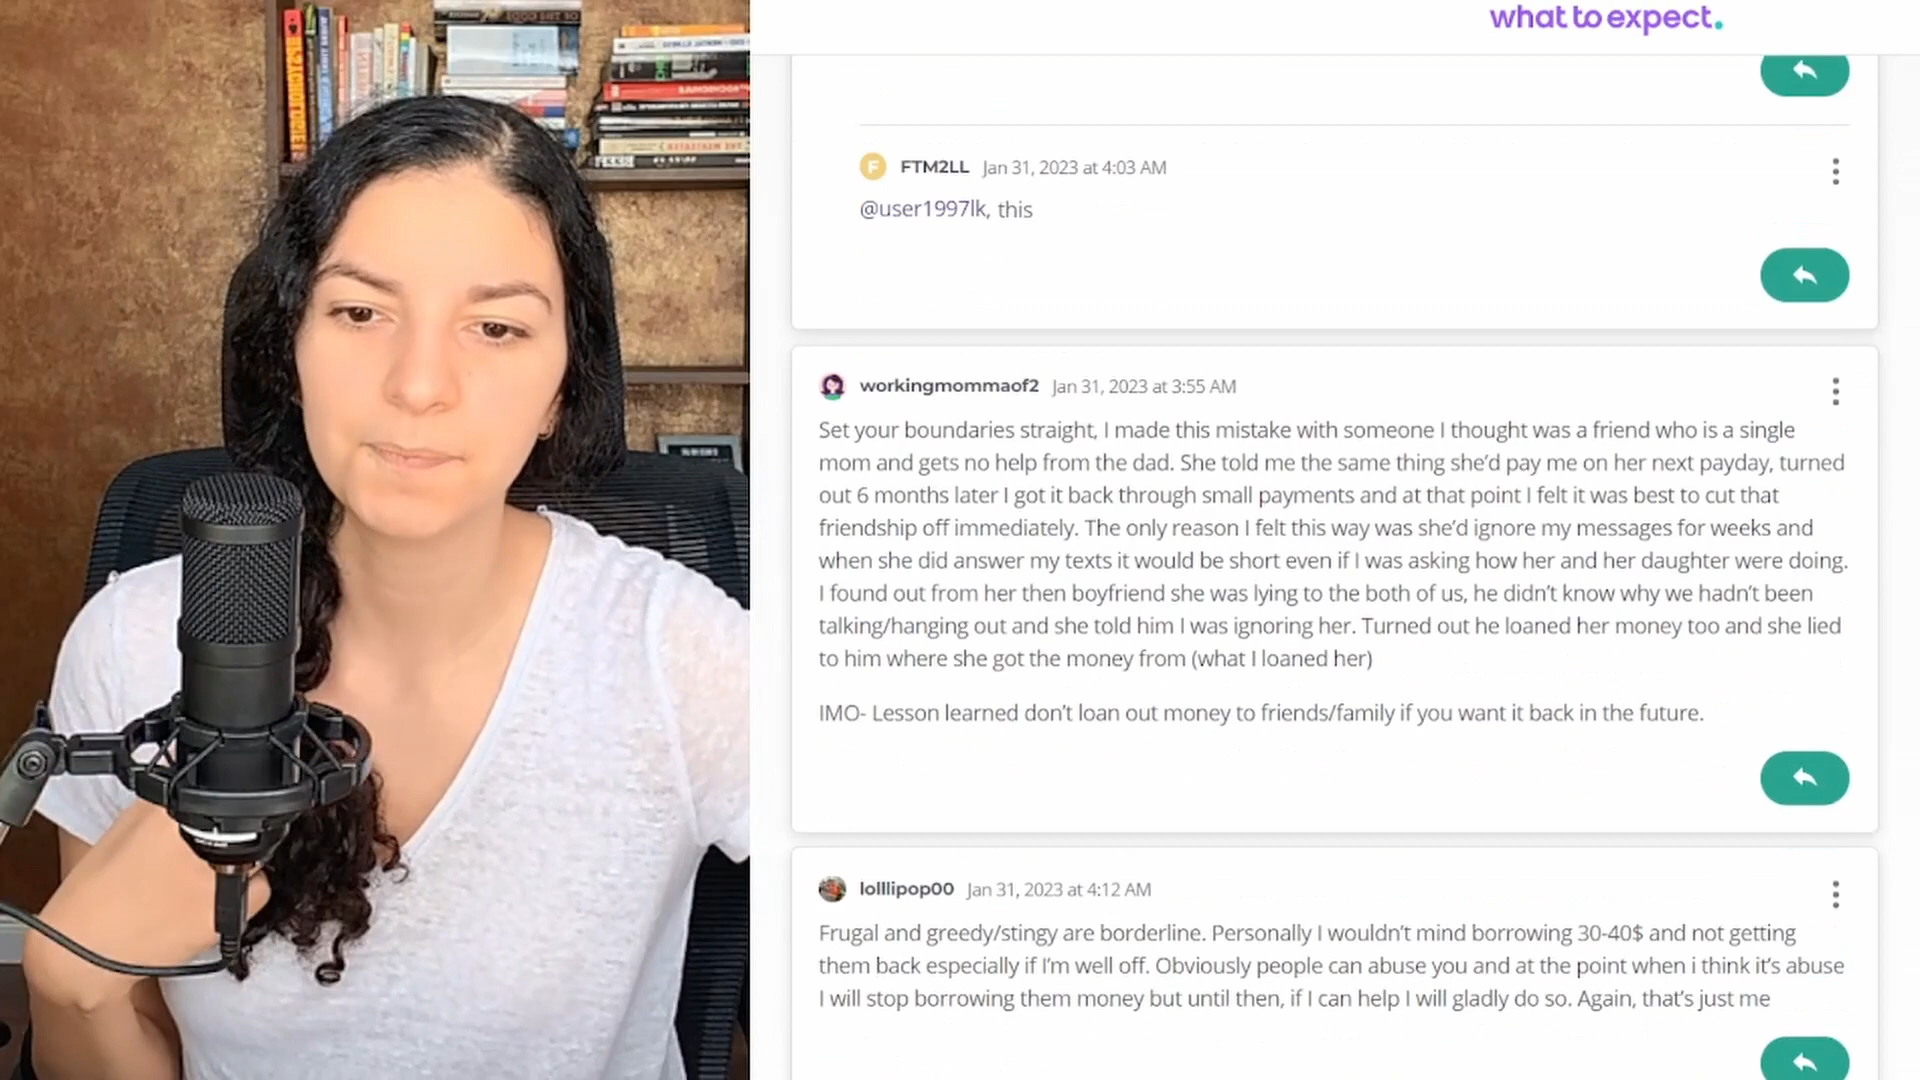 what to expect.
F
FTM2LL Jan 31, 2023 at 4:03 AM
@user1997lk, this
workingmommaof2 Jan 31, 2023 at 3:55 AM
Set your boundaries straight, I made this mistake with someone I thought was a friend who is a single
mom and gets no help from the dad. She told me the same thing she'd pay me on her next payday, turned
out 6 months later I got it back through small payments and at that point I felt it was best to cut that
friendship off immediately. The only reason I felt this way was she'd ignore my messages for weeks and
when she did answer my texts it would be short even if I was asking how her and her daughter were doing.
I found out from her then boyfriend she was lying to the both of us, he didn't know why we hadn't been
talking/hanging out and she told him I was ignoring her. Turned out he loaned her money too and she lied
to him where she got the money from (what I loaned her)
IMO- Lesson learned don't loan out money to friends/family if you want it back in the future.
lolllipop00 Jan 31, 2023 at 4:12 AM
Frugal and greedy/stingy are borderline. Personally I wouldn't mind borrowing 30-40$ and not getting
them back especially if I'm well off. Obviously people can abuse you and at the point when i think it's abuse
I will stop borrowing them money but until then, if I can help I will gladly do so. Again, that's just me